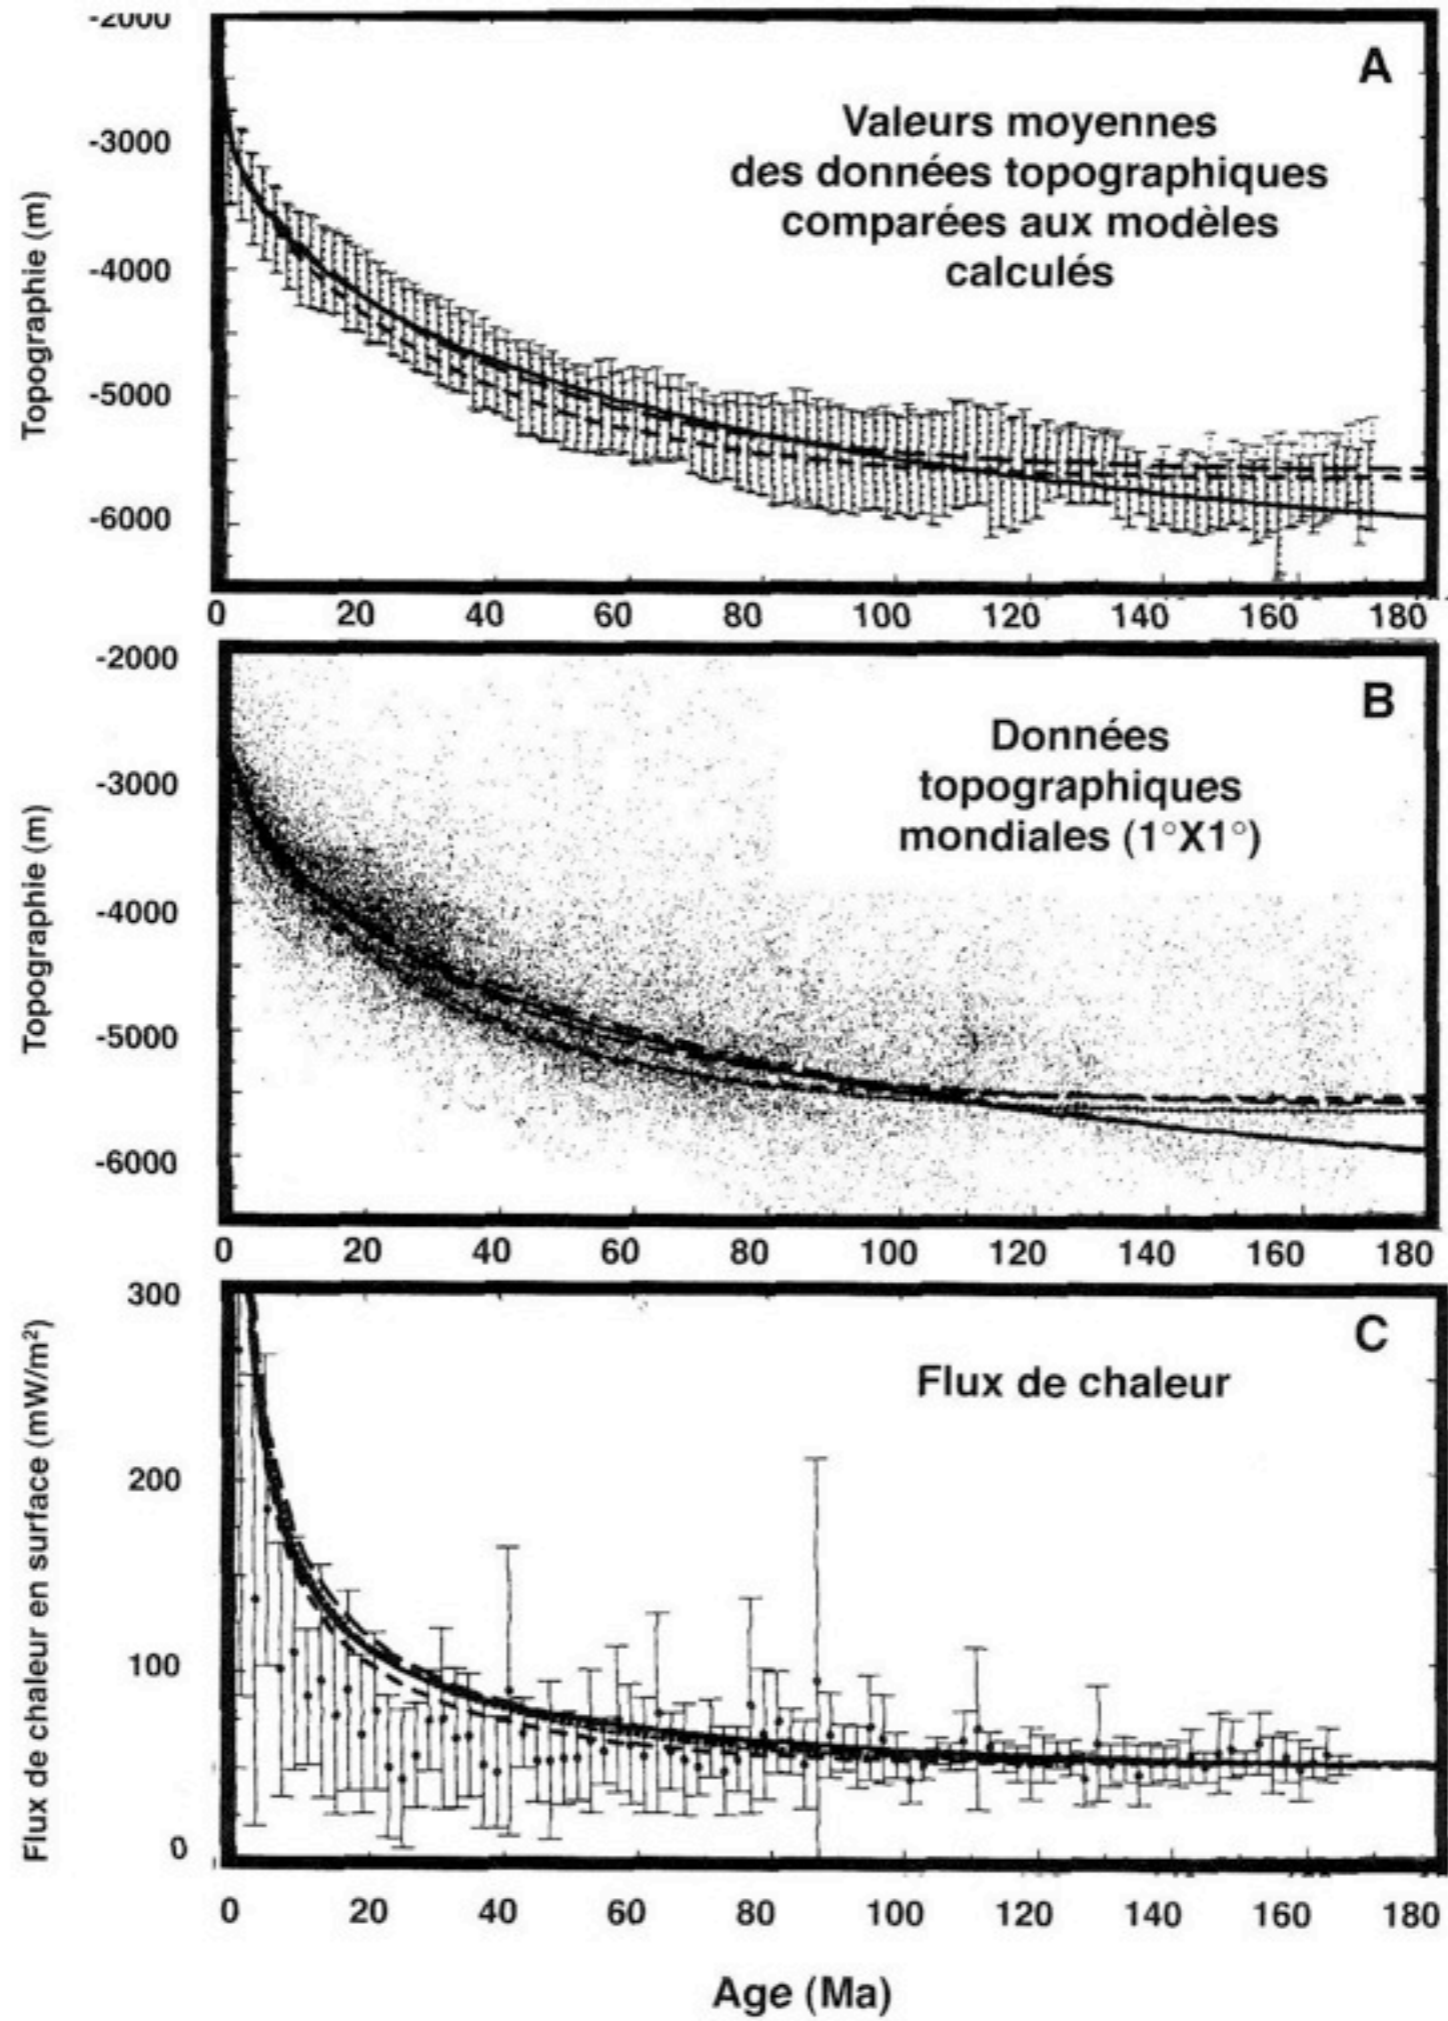 -2000
A
Valeurs moyennes
des données topographiques
comparées aux modèles
calculés
-3000
-4000
-5000
-6000
Topographie (m)
0 20 40 60 80 100 120 140 160 180
-2000
B
Données
topographiques
mondiales (1°X1°)
-3000
-4000
-5000
-6000
Topographie (m)
0 20 40 60 80 100 120 140 160 180
300
C
Flux de chaleur
200
100
0
Flux de chaleur en surface (mW/m²)
0 20 40 60 80 100 120 140 160 180
Age (Ma)